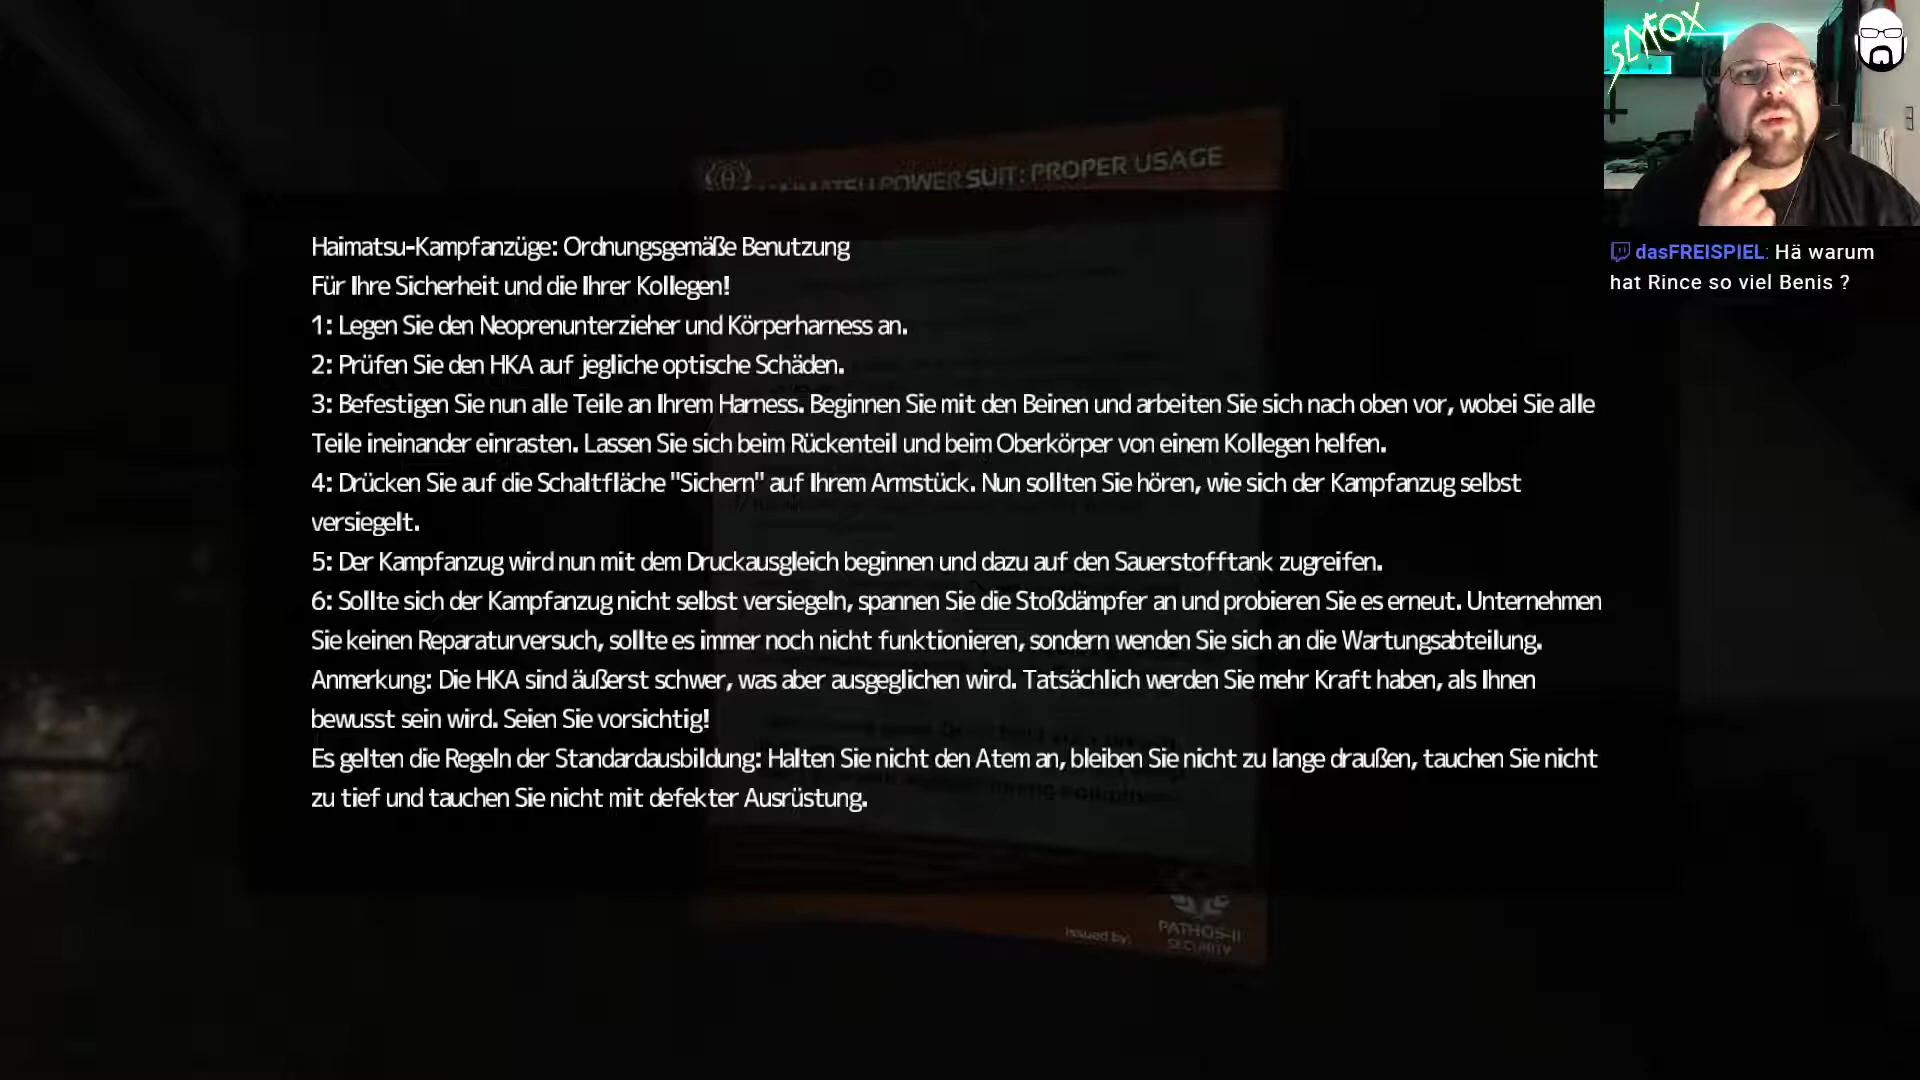 SLYFOX
HAIMATSU POWER SUIT: PROPER USAGE
Haimatsu-Kampfanzüge: Ordnungsgemäße Benutzung
Für Ihre Sicherheit und die Ihrer Kollegen!
1: Legen Sie den Neoprenunterzieher und Körperharness an.
2: Prüfen Sie den HKA auf jegliche optische Schäden.
3: Befestigen Sie nun alle Teile an Ihrem Harness. Beginnen Sie mit den Beinen und arbeiten Sie sich nach oben vor, wobei Sie alle
Teile ineinander einrasten. Lassen Sie sich beim Rückenteil und beim Oberkörper von einem Kollegen helfen.
4: Drücken Sie auf die Schaltfläche "Sichern" auf Ihrem Armstück. Nun sollten Sie hören, wie sich der Kampfanzug selbst
versiegelt.
5: Der Kampfanzug wird nun mit dem Druckausgleich beginnen und dazu auf den Sauerstofftank zugreifen.
6: Sollte sich der Kampfanzug nicht selbst versiegeln, spannen Sie die Stoßdämpfer an und probieren Sie es erneut. Unternehmen
Sie keinen Reparaturversuch, sollte es immer noch nicht funktionieren, sondern wenden Sie sich an die Wartungsabteilung.
Anmerkung: Die HKA sind äußerst schwer, was aber ausgeglichen wird. Tatsächlich werden Sie mehr Kraft haben, als Ihnen
bewusst sein wird. Seien Sie vorsichtig!
Es gelten die Regeln der Standardausbildung: Halten Sie nicht den Atem an, bleiben Sie nicht zu lange draußen, tauchen Sie nicht
zu tief und tauchen Sie nicht mit defekter Ausrüstung.
issued by:
PATHOS-II
SECURITY
dasFREISPIEL: Hä warum
hat Rince so viel Benis ?